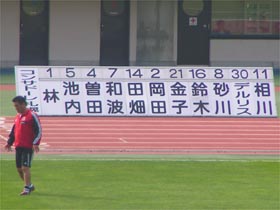 コンサドーレ札幌
1 5 4 7 14 2 21 16 8 30 11
林 池内 曽田 和波 田畑 岡田 金子 鈴木 砂川 デルリス 相川